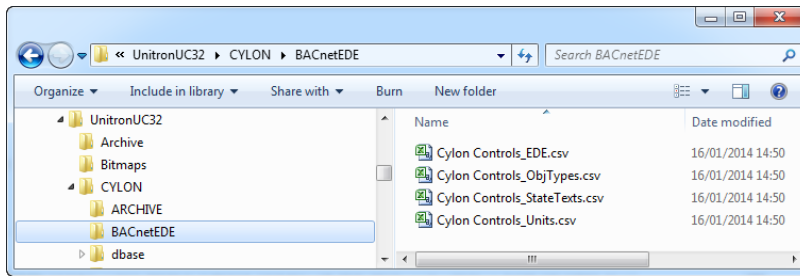 « UnitronUC32 CYLON BACnetEDE Search BACnetEDE
Organize Include in library Share with Burn New folder
UnitronUC32
Archive
Bitmaps
CYLON
ARCHIVE
BACnetEDE
dbase
Name Date modified
Cylon Controls_EDE.csv 16/01/2014 14:50
Cylon Controls_ObjTypes.csv 16/01/2014 14:50
Cylon Controls_StateTexts.csv 16/01/2014 14:50
Cylon Controls_Units.csv 16/01/2014 14:50